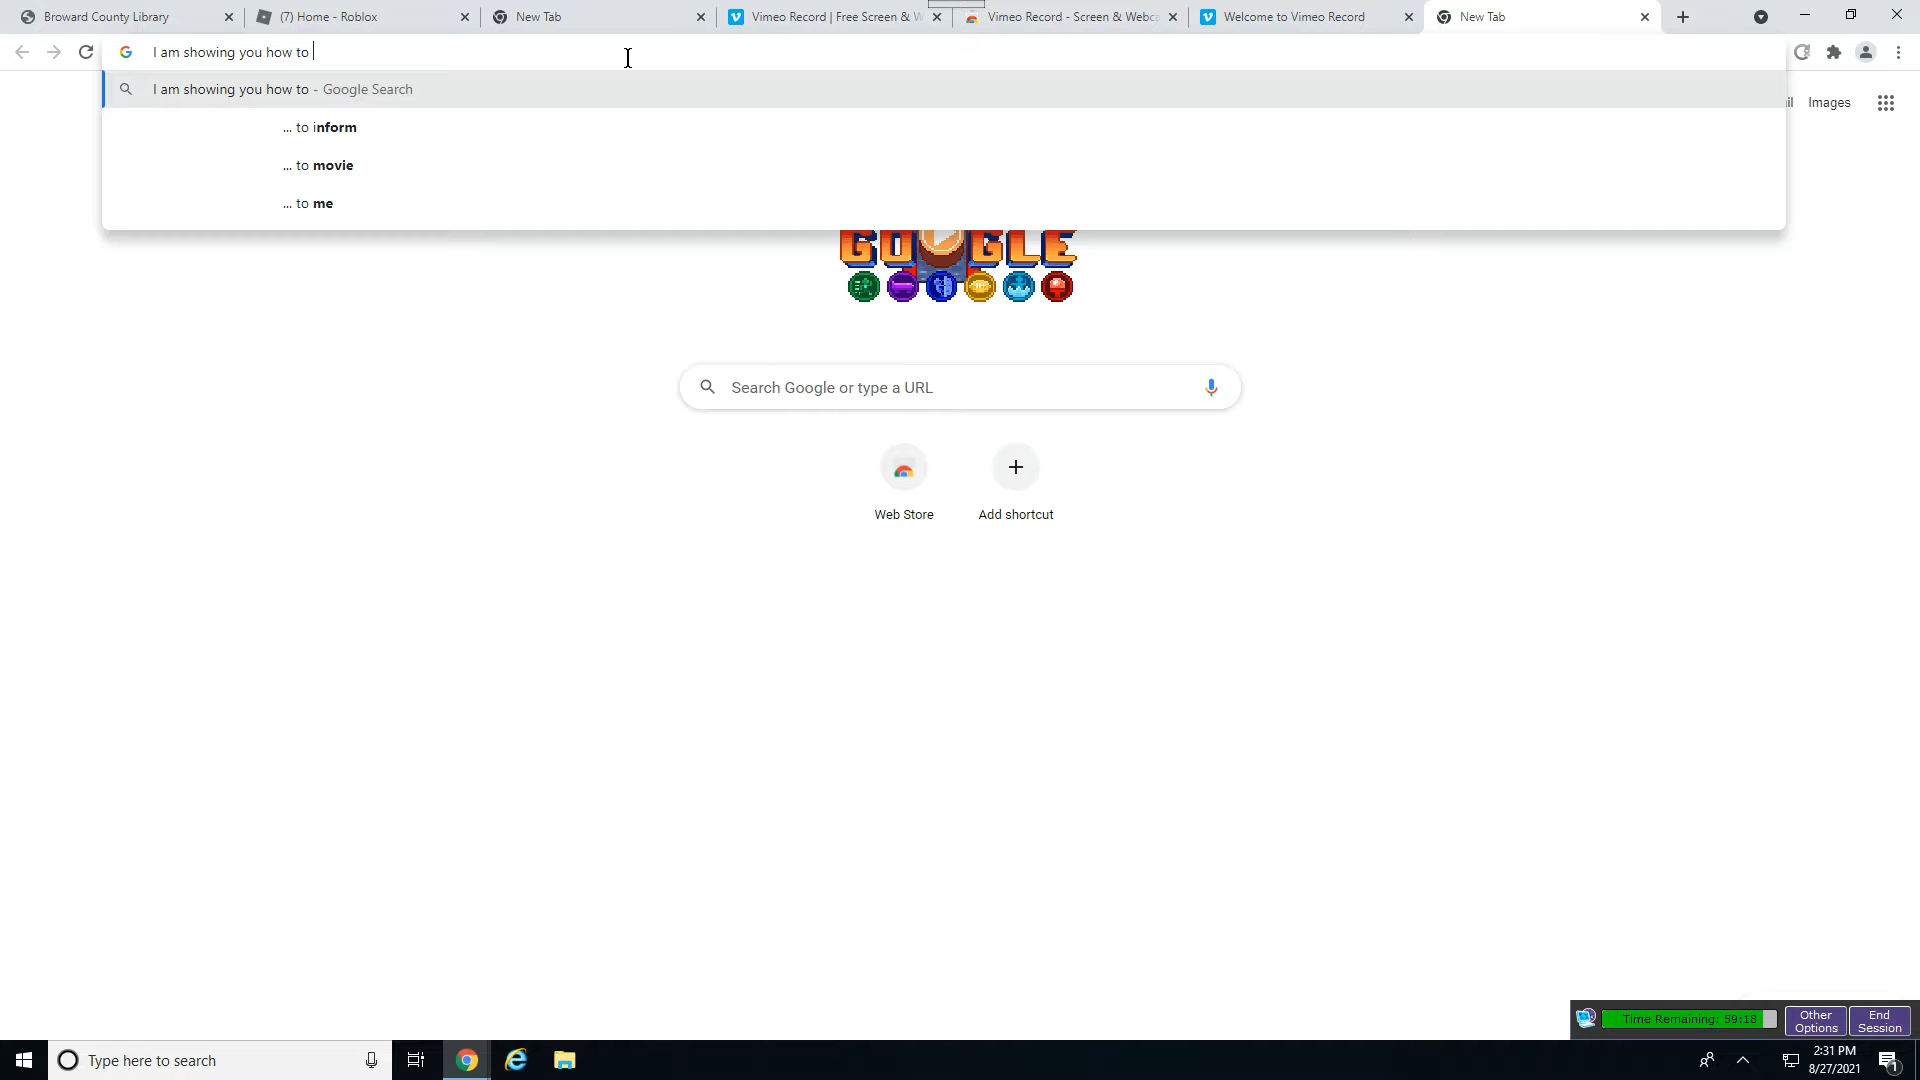 Broward County Library
(7) Home - Roblox
New Tab
Vimeo Record | Free Screen & W
Vimeo Record - Screen & Webca
Welcome to Vimeo Record
New Tab
I am showing you how to
I am showing you how to - Google Search
... to inform
... to movie
... to me
Images
GOOGLE
Search Google or type a URL
Web Store
Add shortcut
Time Remaining: 59:18
Other Options
End Session
Type here to search
2:31 PM
8/27/2021
1